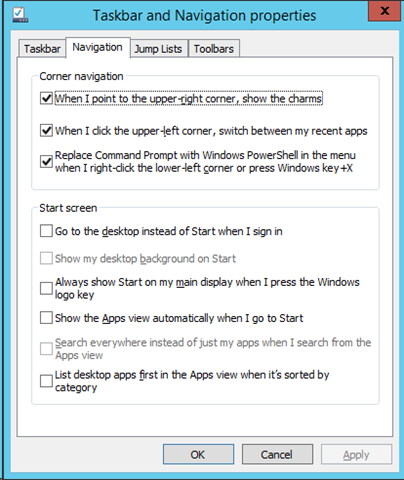 Taskbar and Navigation properties
x
Taskbar
Navigation
Jump Lists
Toolbars
Corner navigation
When I point to the upper-right corner, show the charms
When I click the upper-left corner, switch between my recent apps
Replace Command Prompt with Windows PowerShell in the menu
when I right-click the lower-left corner or press Windows key+X
Start screen
Go to the desktop instead of Start when I sign in
Show my desktop background on Start
Always show Start on my main display when I press the Windows
logo key
Show the Apps view automatically when I go to Start
Search everywhere instead of just my apps when I search from the
Apps view
List desktop apps first in the Apps view when it's sorted by
category
OK
Cancel
Apply